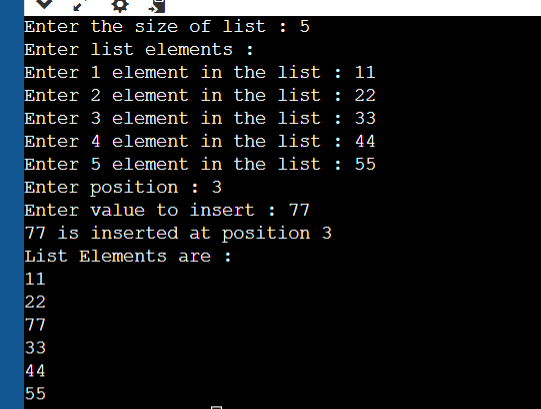 Enter the size of list : 5
Enter list elements :
Enter 1 element in the list : 11
Enter 2 element in the list : 22
Enter 3 element in the list : 33
Enter 4 element in the list : 44
Enter 5 element in the list : 55
Enter position : 3
Enter value to insert : 77
77 is inserted at position 3
List Elements are :
11
22
77
33
44
55